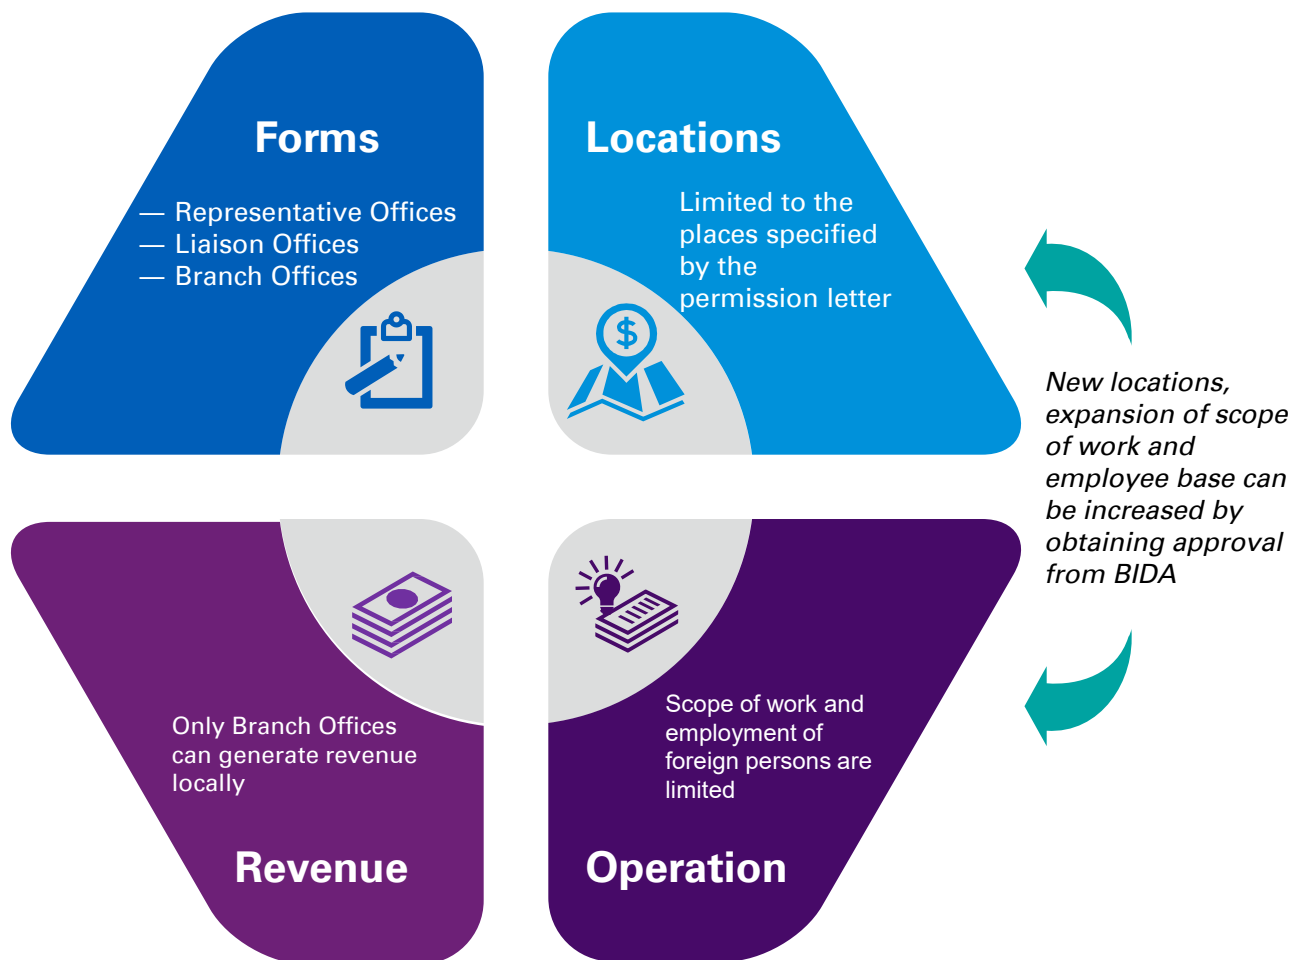 Forms
— Representative Offices
— Liaison Offices
— Branch Offices
Locations
Limited to the
places specified
by the
permission letter
$
New locations,
expansion of scope
of work and
employee base can
be increased by
obtaining approval
from BIDA
Only Branch Offices
can generate revenue
locally
Revenue
Scope of work and
employment of
foreign persons are
limited
Operation